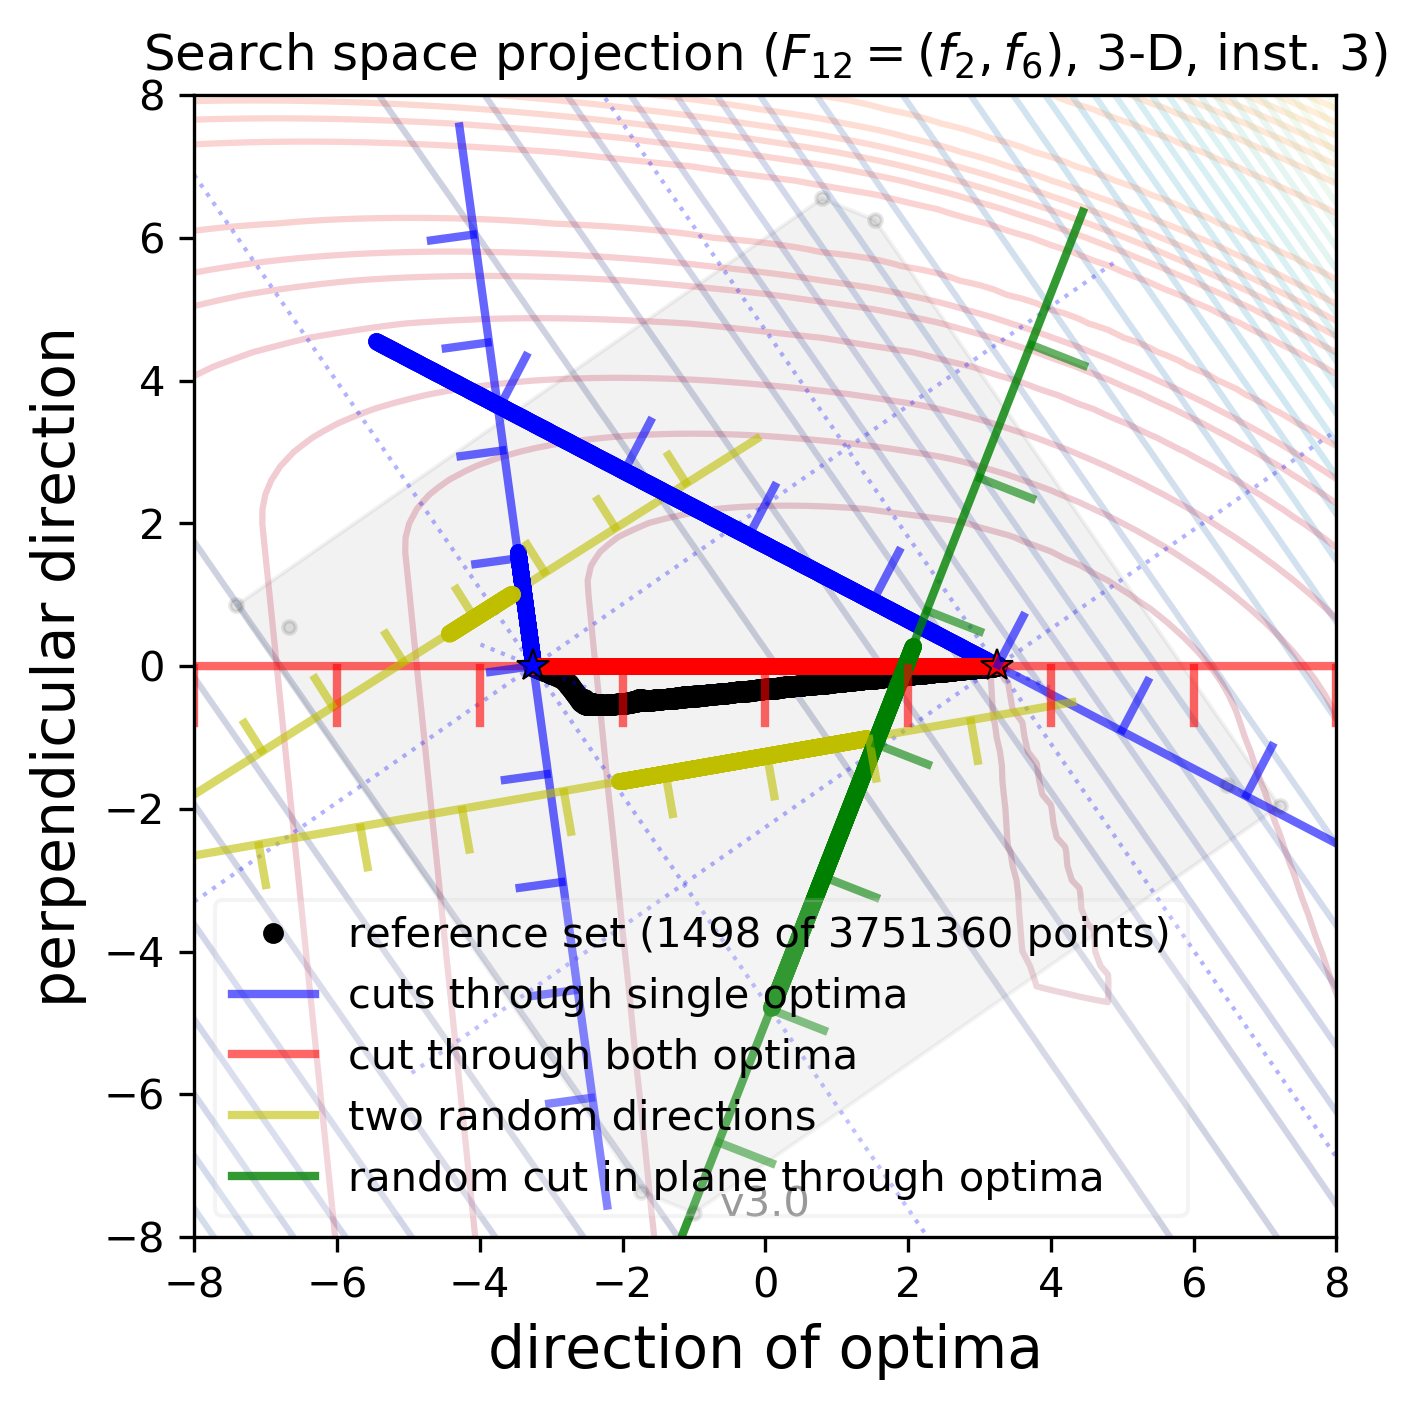 Search space projection (F12 = (f2, f6), 3-D, inst. 3)
8
6
4
2
0
−2
−4
−6
−8
perpendicular direction
reference set (1498 of 3751360 points)
cuts through single optima
cut through both optima
two random directions
random cut in plane through optima
v3.0
−8 −6 −4 −2 0 2 4 6 8
direction of optima